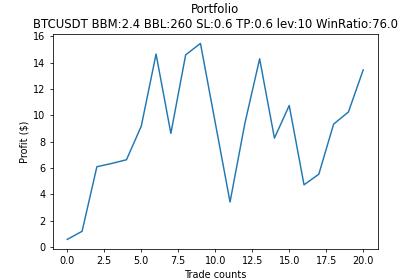 Portfolio
BTCUSDT BBM:2.4 BBL:260 SL:0.6 TP:0.6 lev:10 WinRatio:76.0
16
14
12
10
8
6
4
2
0
Profit ($)
0.0 2.5 5.0 7.5 10.0 12.5 15.0 17.5 20.0
Trade counts